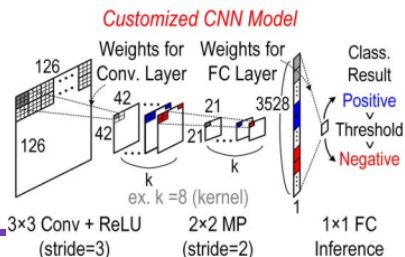 Customized CNN Model
Weights for Conv. Layer
Weights for FC Layer
Class. Result
126
126
42
42
k
ex. k =8 (kernel)
21
21
k
3528
1
Positive
Threshold
Negative
3×3 Conv + ReLU (stride=3)
2×2 MP (stride=2)
1×1 FC Inference